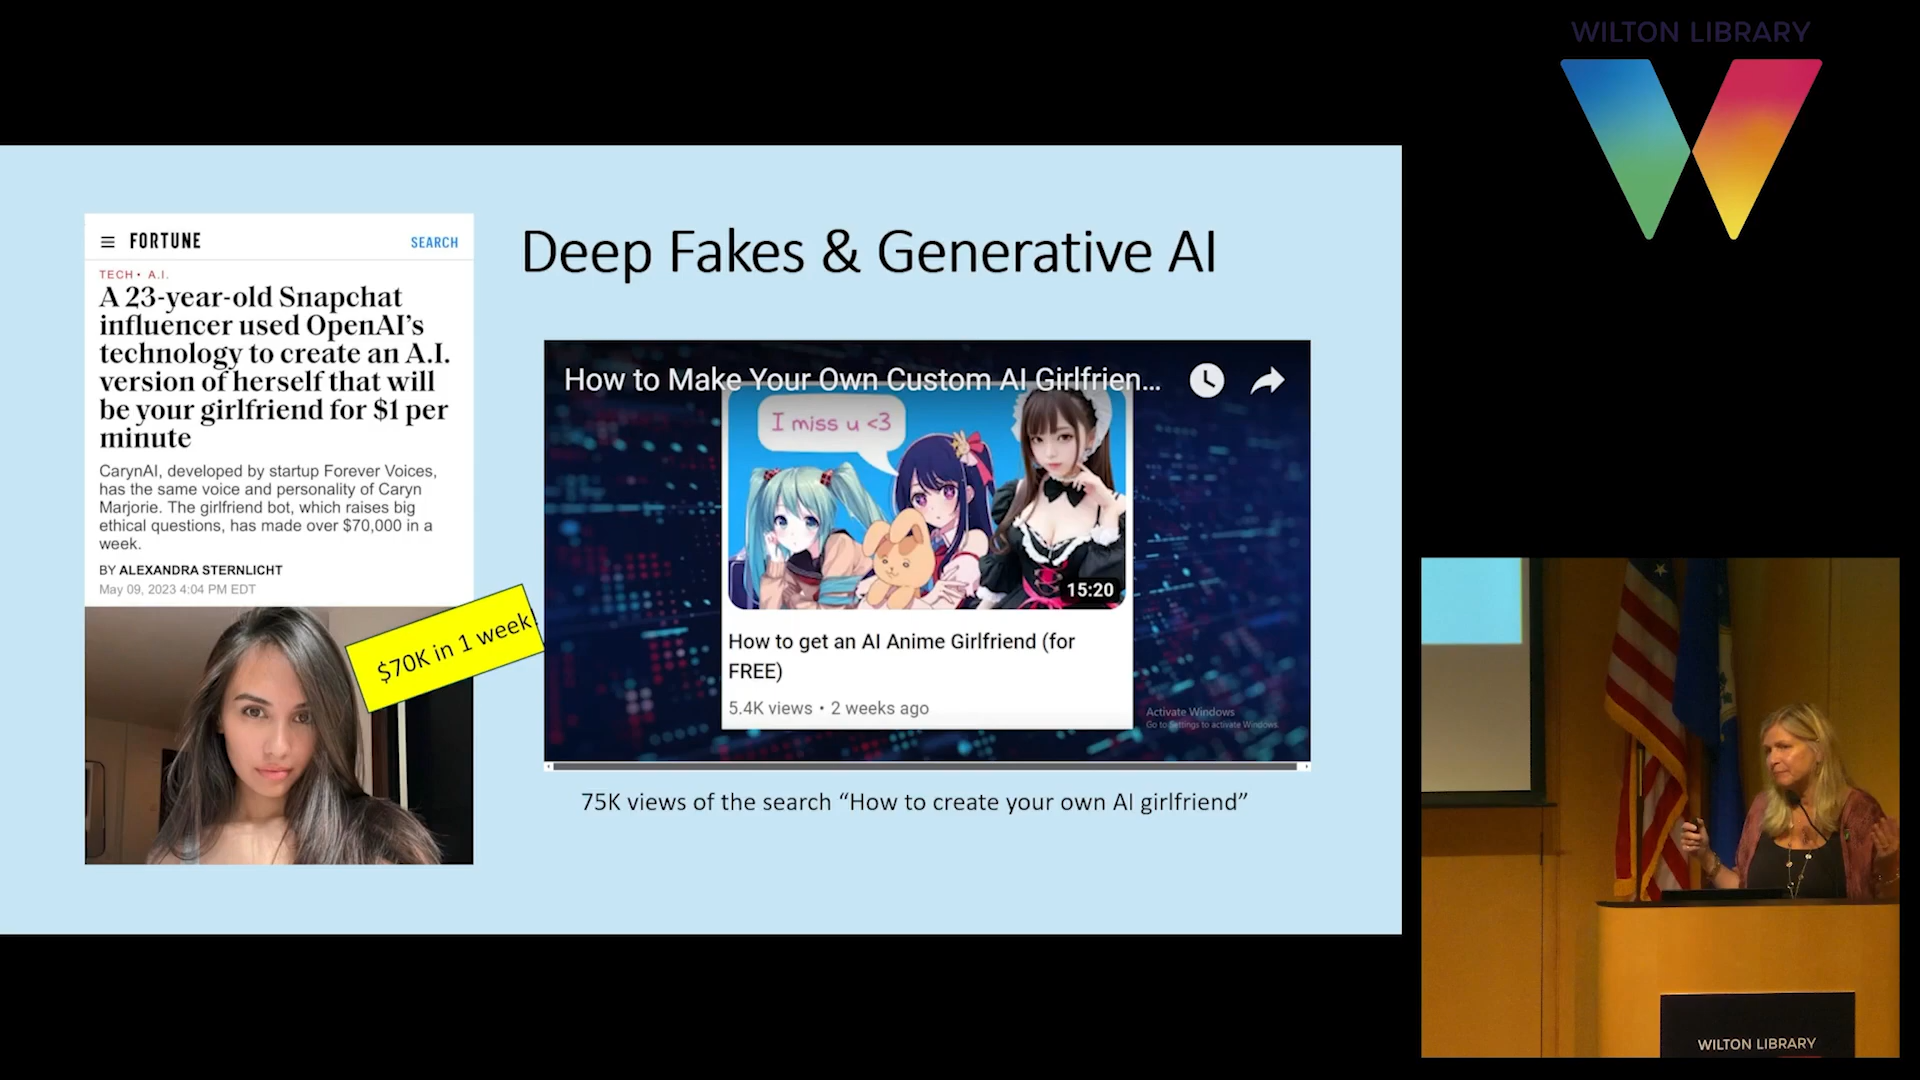 WILTON LIBRARY
FORTUNE
SEARCH
TECH • A.I.
A 23-year-old Snapchat
influencer used OpenAI's
technology to create an A.I.
version of herself that will
be your girlfriend for $1 per
minute
CarynAI, developed by startup Forever Voices,
has the same voice and personality of Caryn
Marjorie. The girlfriend bot, which raises big
ethical questions, has made over $70,000 in a
week.
BY ALEXANDRA STERNLICHT
May 09, 2023 4:04 PM EDT
$70K in 1 week!
Deep Fakes & Generative AI
How to Make Your Own Custom AI Girlfrien...
I miss u <3
15:20
How to get an AI Anime Girlfriend (for
FREE)
5.4K views • 2 weeks ago
Activate Windows
Go to Settings to activate Windows.
75K views of the search “How to create your own AI girlfriend”
WILTON LIBRARY